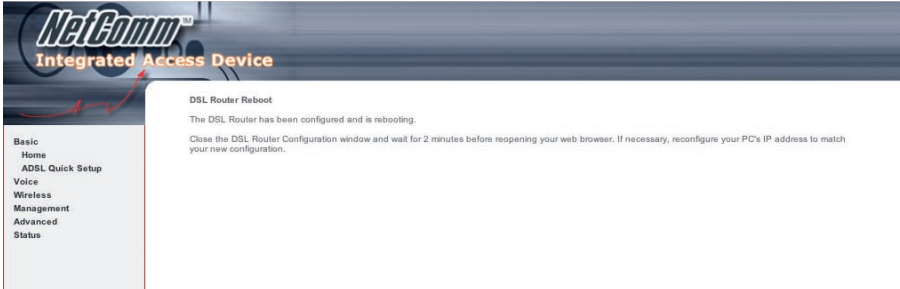 NetComm™
Integrated Access Device
DSL Router Reboot
The DSL Router has been configured and is rebooting.
Close the DSL Router Configuration window and wait for 2 minutes before reopening your web browser. If necessary, reconfigure your PC's IP address to match
your new configuration.
Basic
Home
ADSL Quick Setup
Voice
Wireless
Management
Advanced
Status